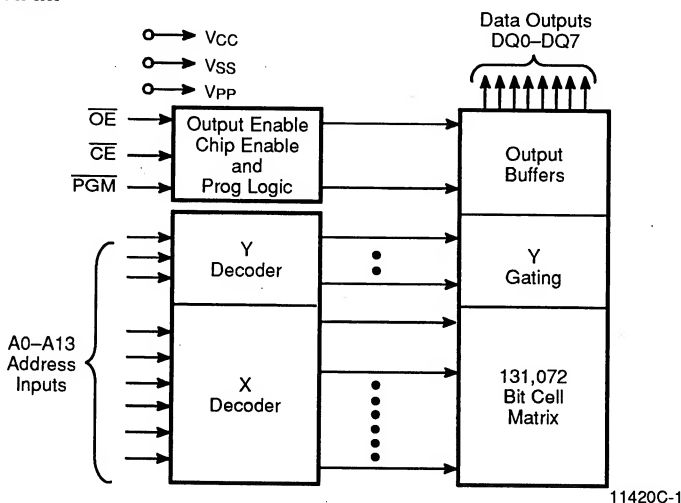 Data Outputs
DQ0–DQ7
VCC
VSS
VPP
OE
CE
PGM
Output Enable
Chip Enable
and
Prog Logic
Output
Buffers
Y
Decoder
Y
Gating
A0–A13
Address
Inputs
X
Decoder
131,072
Bit Cell
Matrix
11420C-1